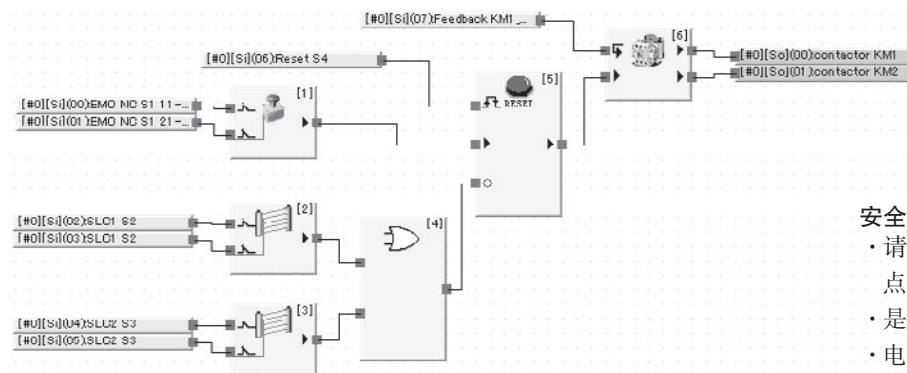 [#0][Si](07):Feedback KM1 _
[6]
[#0][Si](06):Reset S4
[#0][So](00):contactor KM1
[#0][So](01):contactor KM2
[5]
RESET
[1]
[#0][Si](00):EMO NC S1 11-...
[#0][Si](01):EMO NC S1 21-...
[2]
[#0][Si](02):SLC1 S2
[#0][Si](03):SLC1 S2
[4]
[3]
[#0][Si](04):SLC2 S3
[#0][Si](05):SLC2 S3
安全
・请
点
・是
・电